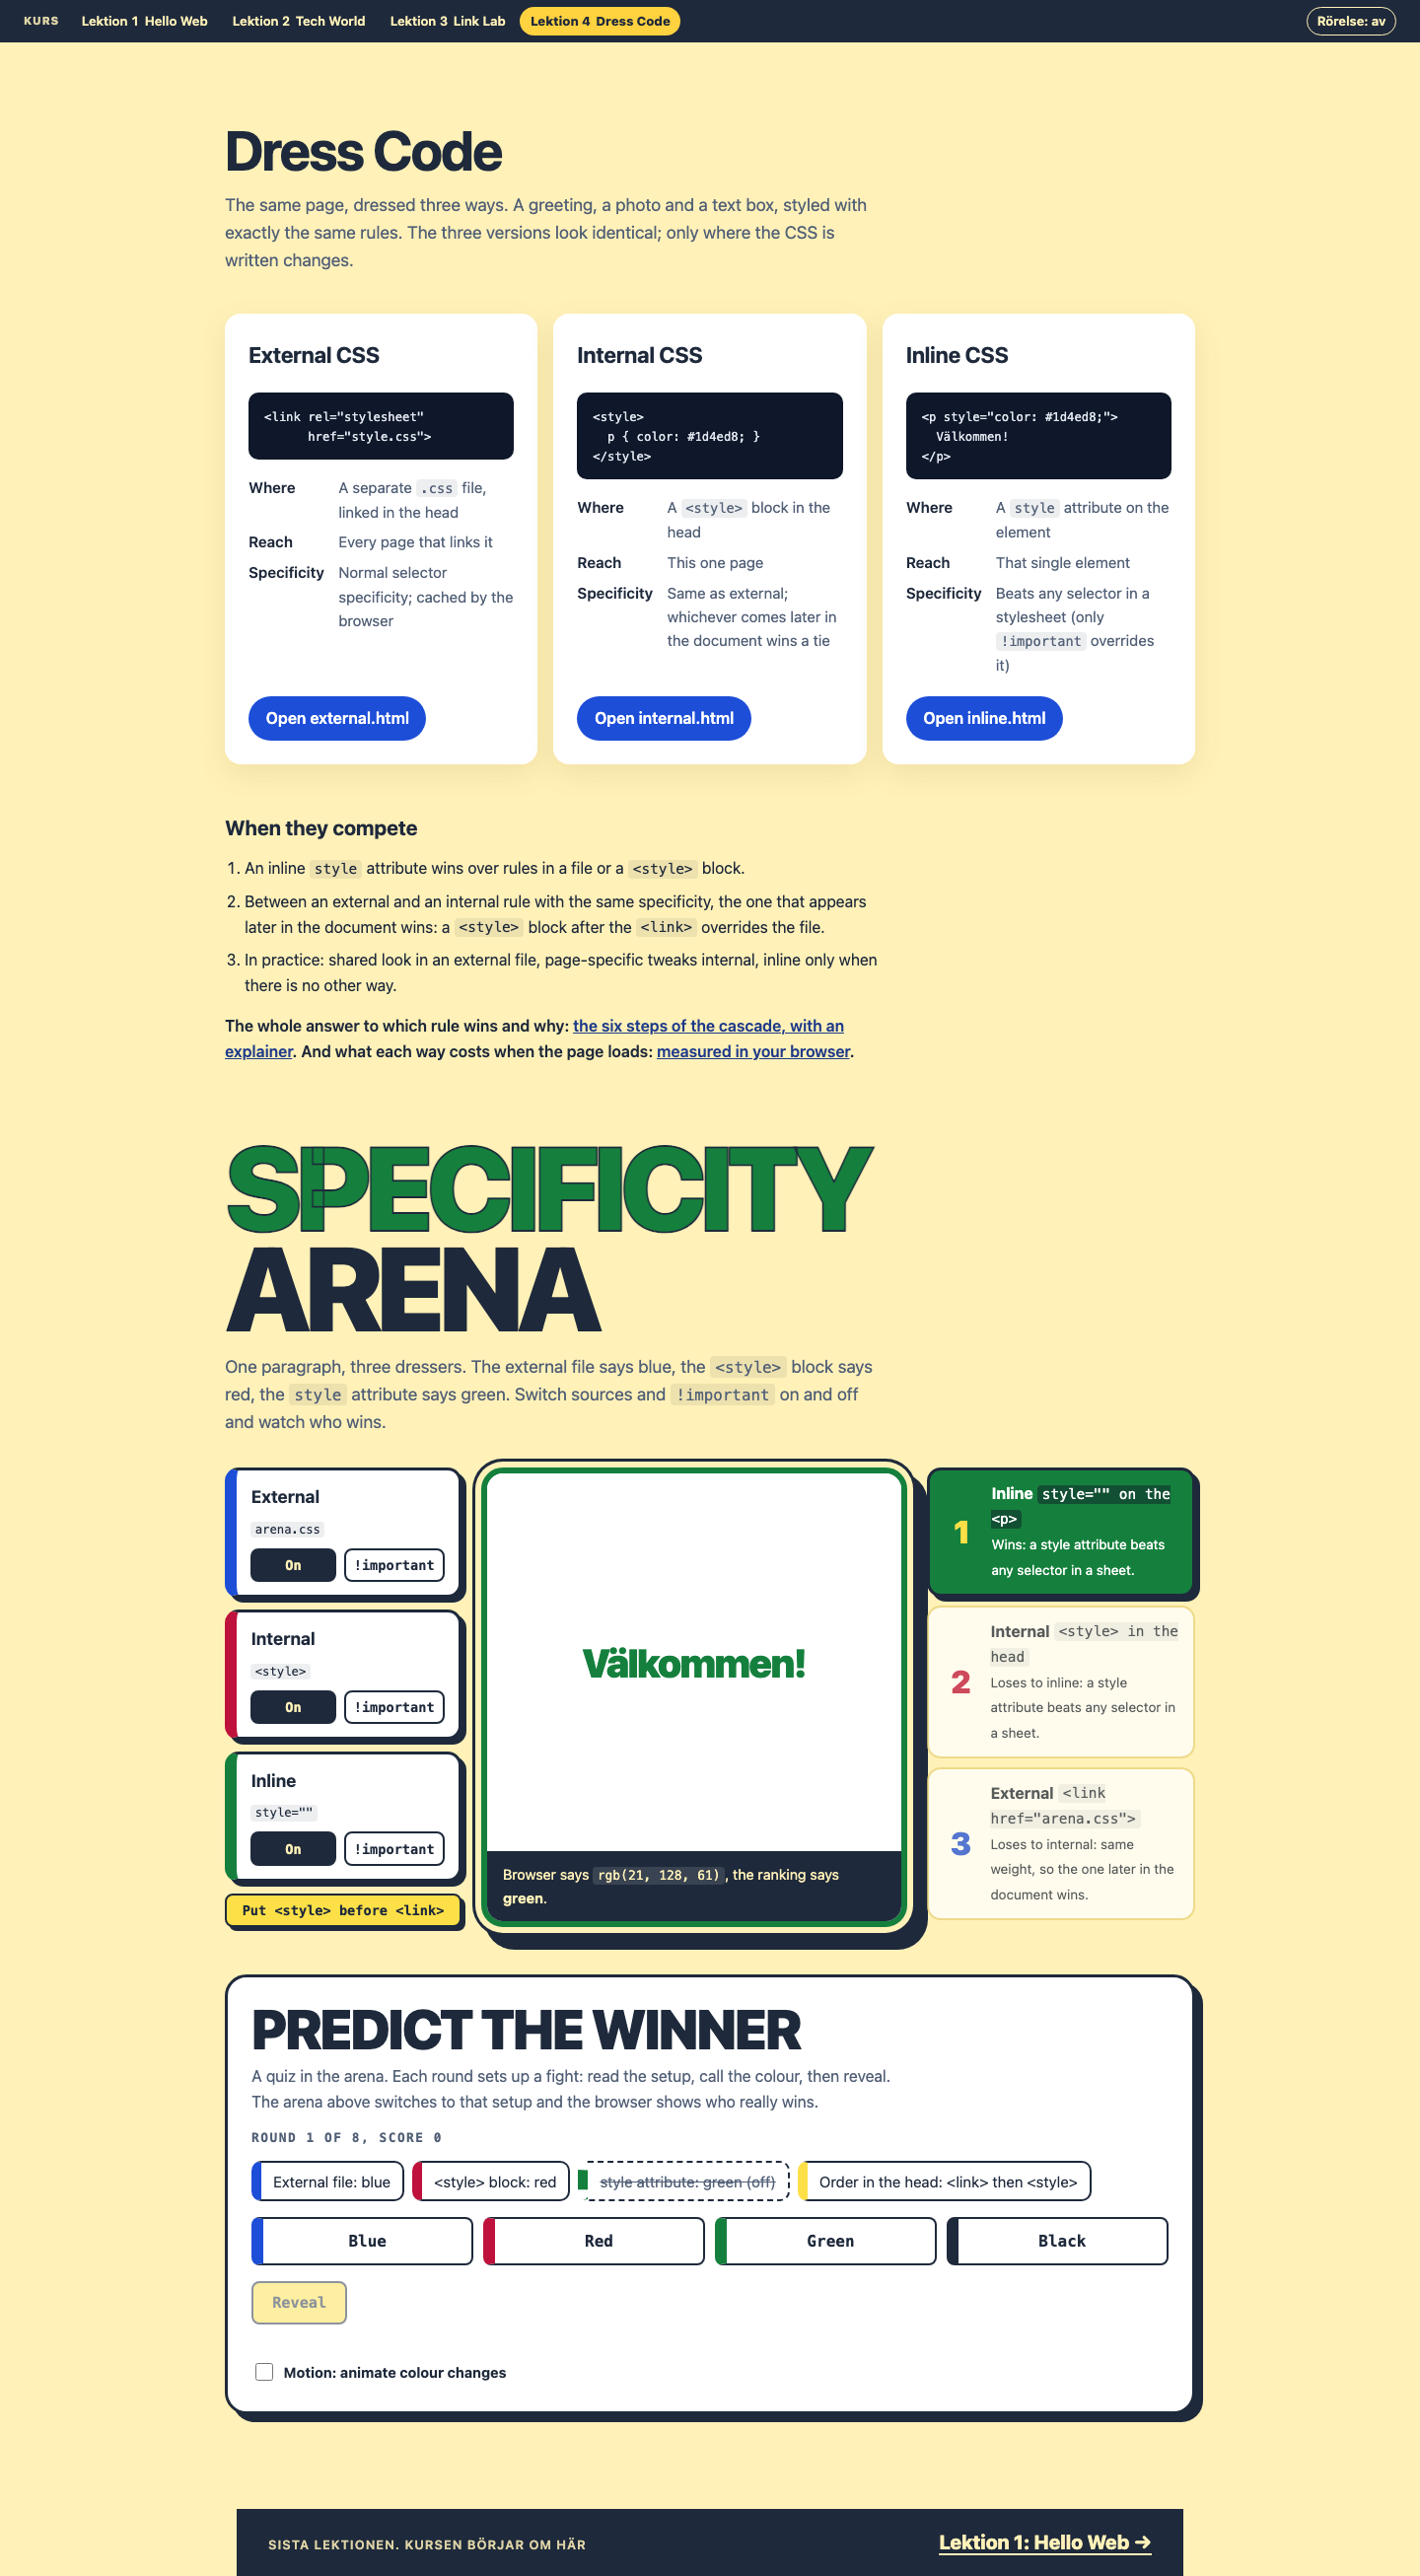 KURS
Lektion 1 Hello Web
Lektion 2 Tech World
Lektion 3 Link Lab
Lektion 4 Dress Code
Rörelse: av
Dress Code
The same page, dressed three ways. A greeting, a photo and a text box, styled with
exactly the same rules. The three versions look identical; only where the CSS is
written changes.
External CSS
<link rel="stylesheet"
href="style.css">
Where
A separate .css file,
linked in the head
Reach
Every page that links it
Specificity
Normal selector
specificity; cached by the
browser
Open external.html
Internal CSS
<style>
p { color: #1d4ed8; }
</style>
Where
A <style> block in the
head
Reach
This one page
Specificity
Same as external;
whichever comes later in
the document wins a tie
Open internal.html
Inline CSS
<p style="color: #1d4ed8;">
Välkommen!
</p>
Where
A style attribute on the
element
Reach
That single element
Specificity
Beats any selector in a
stylesheet (only
!important overrides
it)
Open inline.html
When they compete
1. An inline style attribute wins over rules in a file or a <style> block.
2. Between an external and an internal rule with the same specificity, the one that appears
later in the document wins: a <style> block after the <link> overrides the file.
3. In practice: shared look in an external file, page-specific tweaks internal, inline only when
there is no other way.
The whole answer to which rule wins and why: the six steps of the cascade, with an
explainer. And what each way costs when the page loads: measured in your browser.
SPECIFICITY
ARENA
One paragraph, three dressers. The external file says blue, the <style> block says
red, the style attribute says green. Switch sources and !important on and off
and watch who wins.
External
arena.css
On
!important
Internal
<style>
On
!important
Inline
style=""
On
!important
Put <style> before <link>
Välkommen!
Browser says rgb(21, 128, 61), the ranking says
green.
1
Inline style="" on the
<p>
Wins: a style attribute beats
any selector in a sheet.
2
Internal <style> in the
head
Loses to inline: a style
attribute beats any selector in
a sheet.
3
External <link
href="arena.css">
Loses to internal: same
weight, so the one later in the
document wins.
PREDICT THE WINNER
A quiz in the arena. Each round sets up a fight: read the setup, call the colour, then reveal.
The arena above switches to that setup and the browser shows who really wins.
ROUND 1 OF 8, SCORE 0
External file: blue
<style> block: red
style attribute: green (off)
Order in the head: <link> then <style>
Blue
Red
Green
Black
Reveal
Motion: animate colour changes
SISTA LEKTIONEN. KURSEN BÖRJAR OM HÄR
Lektion 1: Hello Web →